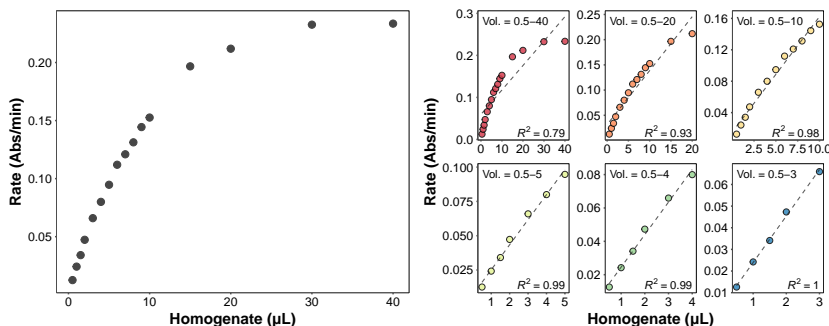 Rate (Abs/min)
0.20
0.15
0.10
0.05
0 10 20 30 40
Homogenate (µL)
Rate (Abs/min)
Vol. = 0.5–40
0.3
0.2
0.1
0.0
R² = 0.79
0 10 20 30 40
Vol. = 0.5–20
0.20
0.15
0.10
0.05
R² = 0.93
0 5 10 15 20
Vol. = 0.5–10
0.16
0.12
0.08
0.04
R² = 0.98
2.5 5.0 7.5 10.0
Vol. = 0.5–5
0.100
0.075
0.050
0.025
R² = 0.99
1 2 3 4 5
Vol. = 0.5–4
0.08
0.06
0.04
0.02
R² = 0.99
1 2 3 4
Vol. = 0.5–3
0.06
0.05
0.04
0.03
0.02
0.01
R² = 1
1 2 3
Homogenate (µL)